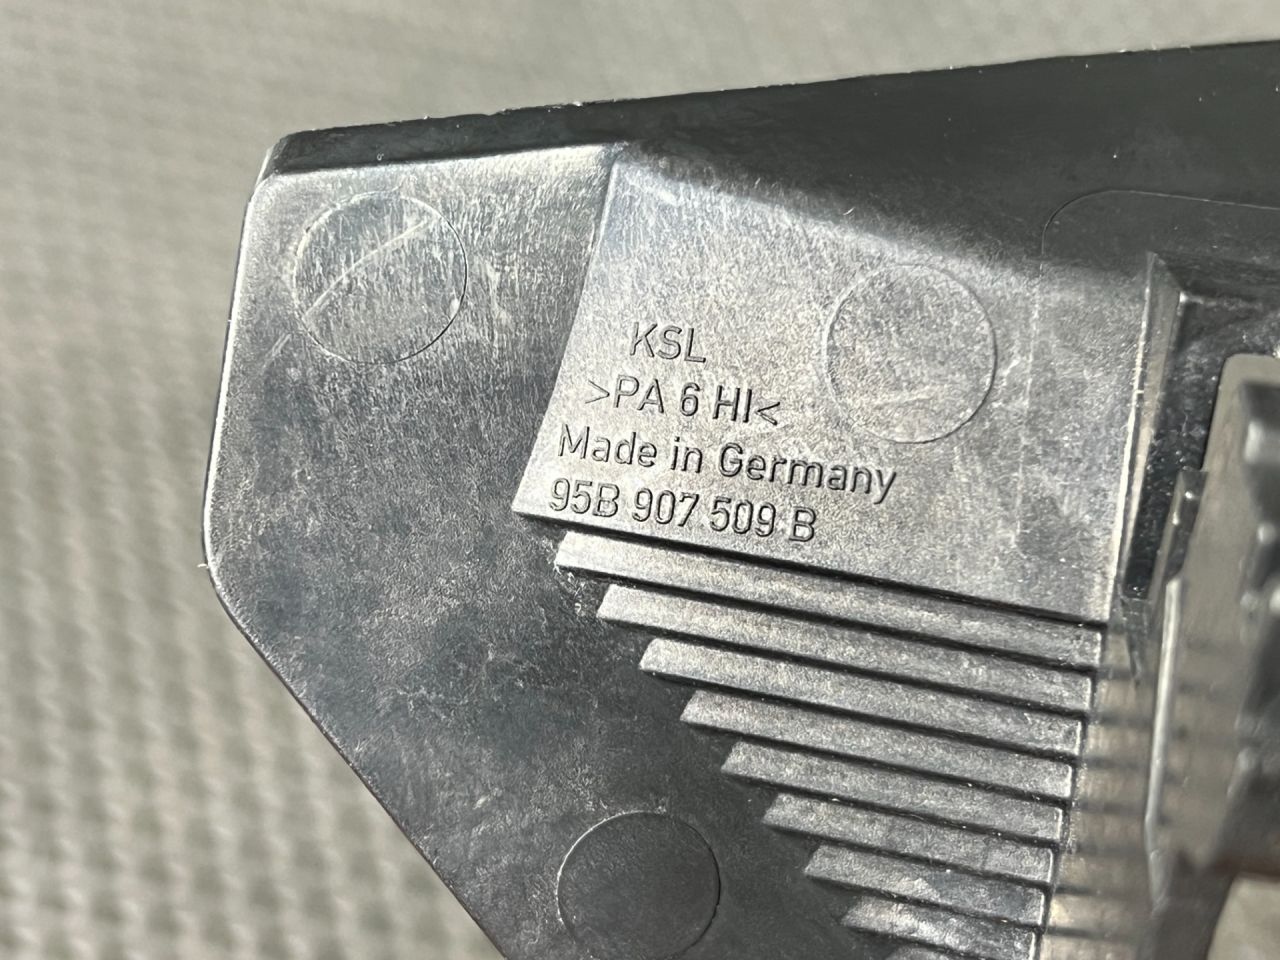 KSL
>PA 6 HI<
Made in Germany
95B 907 509 B